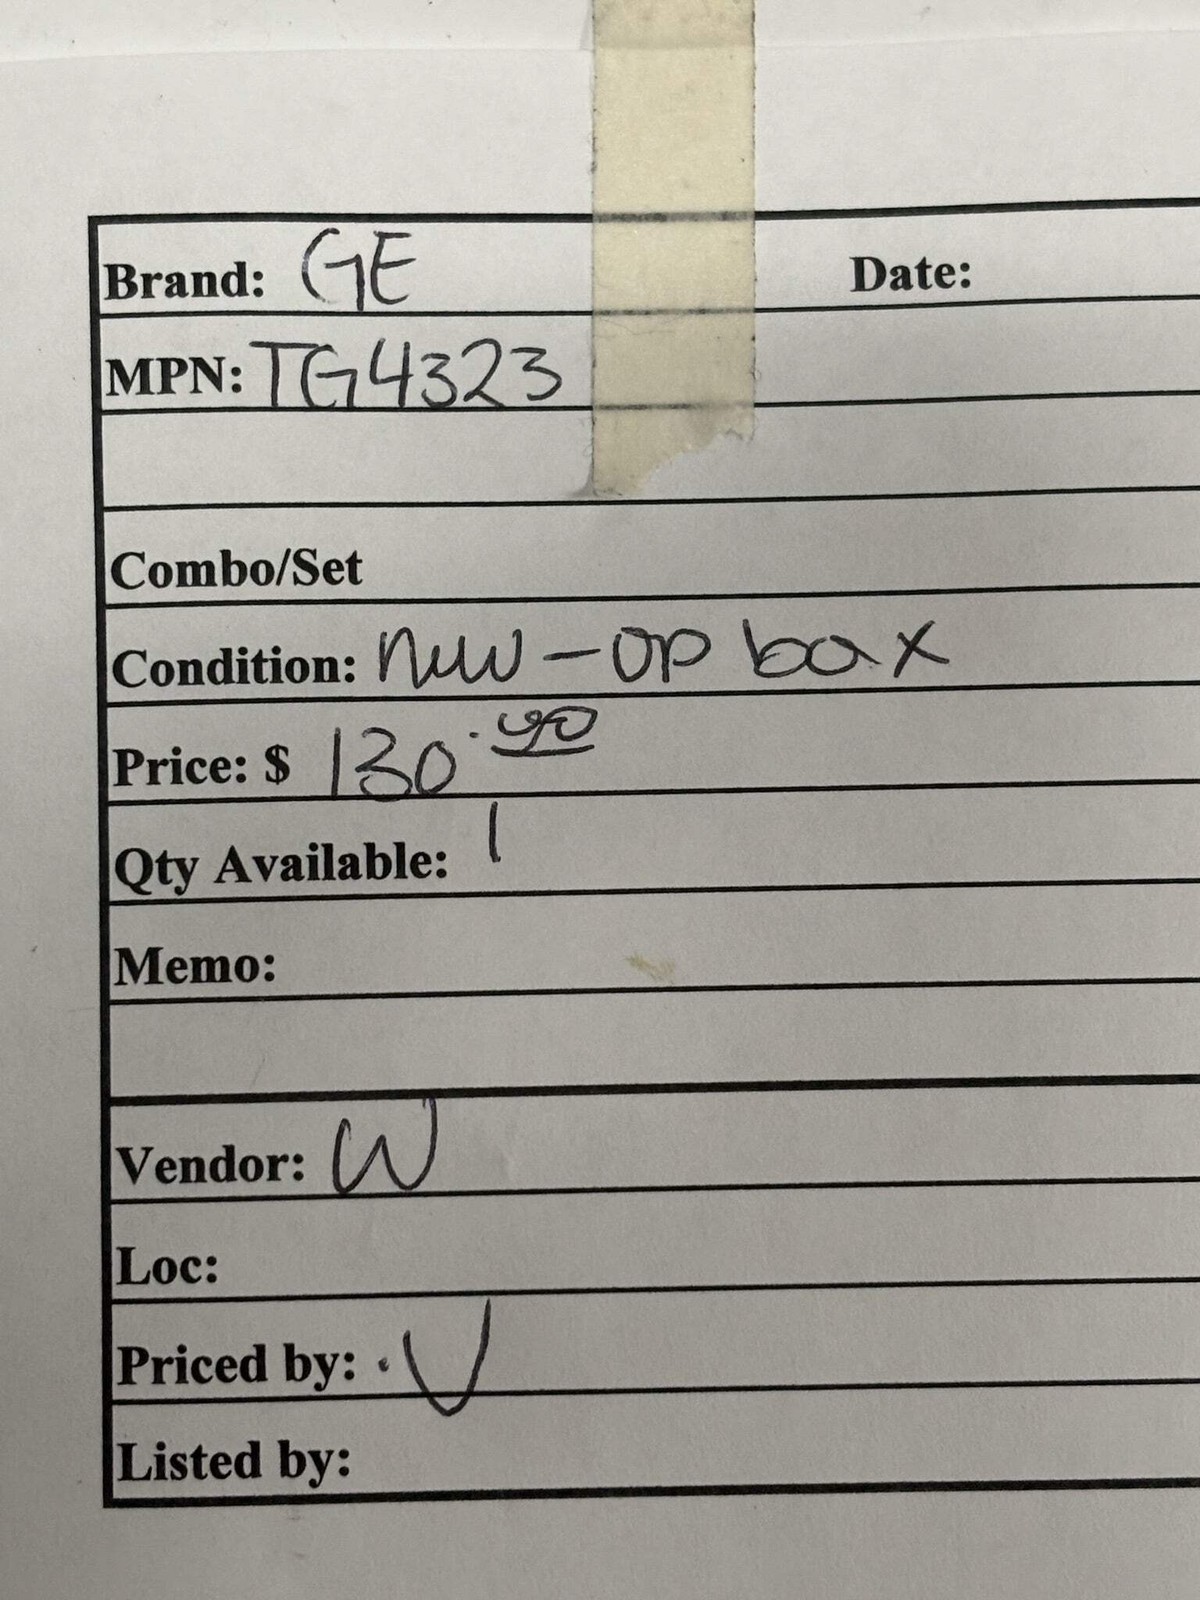 Brand: GE Date:
MPN: TG4323
Combo/Set
Condition: new - op box
Price: $ 130.90
Qty Available: 1
Memo:
Vendor: W
Loc:
Priced by: . V
Listed by: